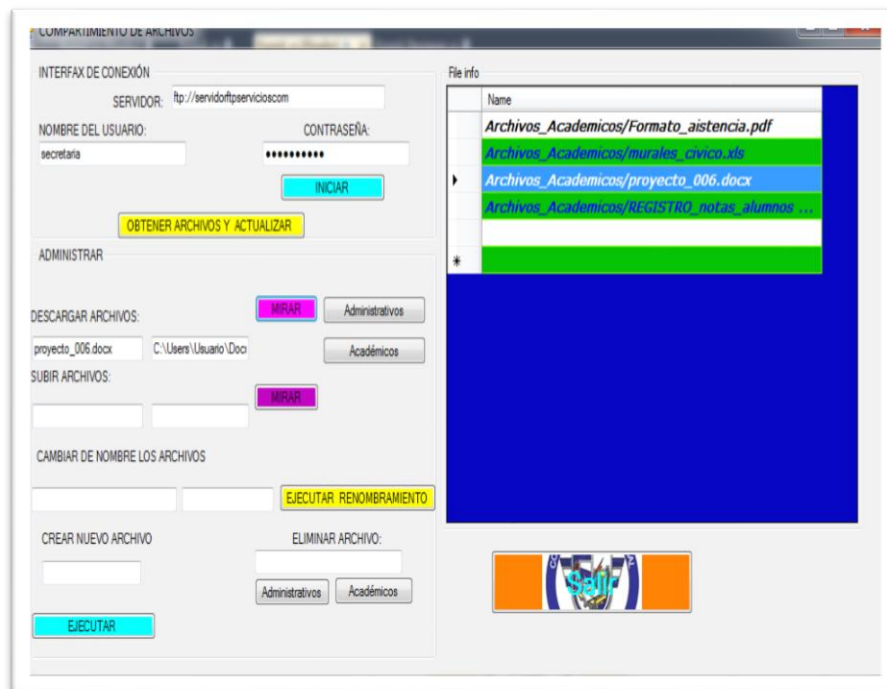 COMPARTIMIENTO DE ARCHIVOS
INTERFAX DE CONEXIÓN
SERVIDOR: ftp://servidorftpservicioscom
NOMBRE DEL USUARIO: CONTRASEÑA:
secretaria ●●●●●●●●●●
INICIAR
OBTENER ARCHIVOS Y ACTUALIZAR
ADMINISTRAR
MIRAR Administrativos
DESCARGAR ARCHIVOS:
proyecto_006.docx C:\Users\Usuario\Doc
Académicos
SUBIR ARCHIVOS:
MIRAR
CAMBIAR DE NOMBRE LOS ARCHIVOS
EJECUTAR RENOMBRAMIENTO
CREAR NUEVO ARCHIVO ELIMINAR ARCHIVO:
Administrativos Académicos
EJECUTAR
File info
Name
Archivos_Academicos/Formato_aistencia.pdf
Archivos_Academicos/murales_civico.xls
Archivos_Academicos/proyecto_006.docx
Archivos_Academicos/REGISTRO_notas_alumnos ...
Salir